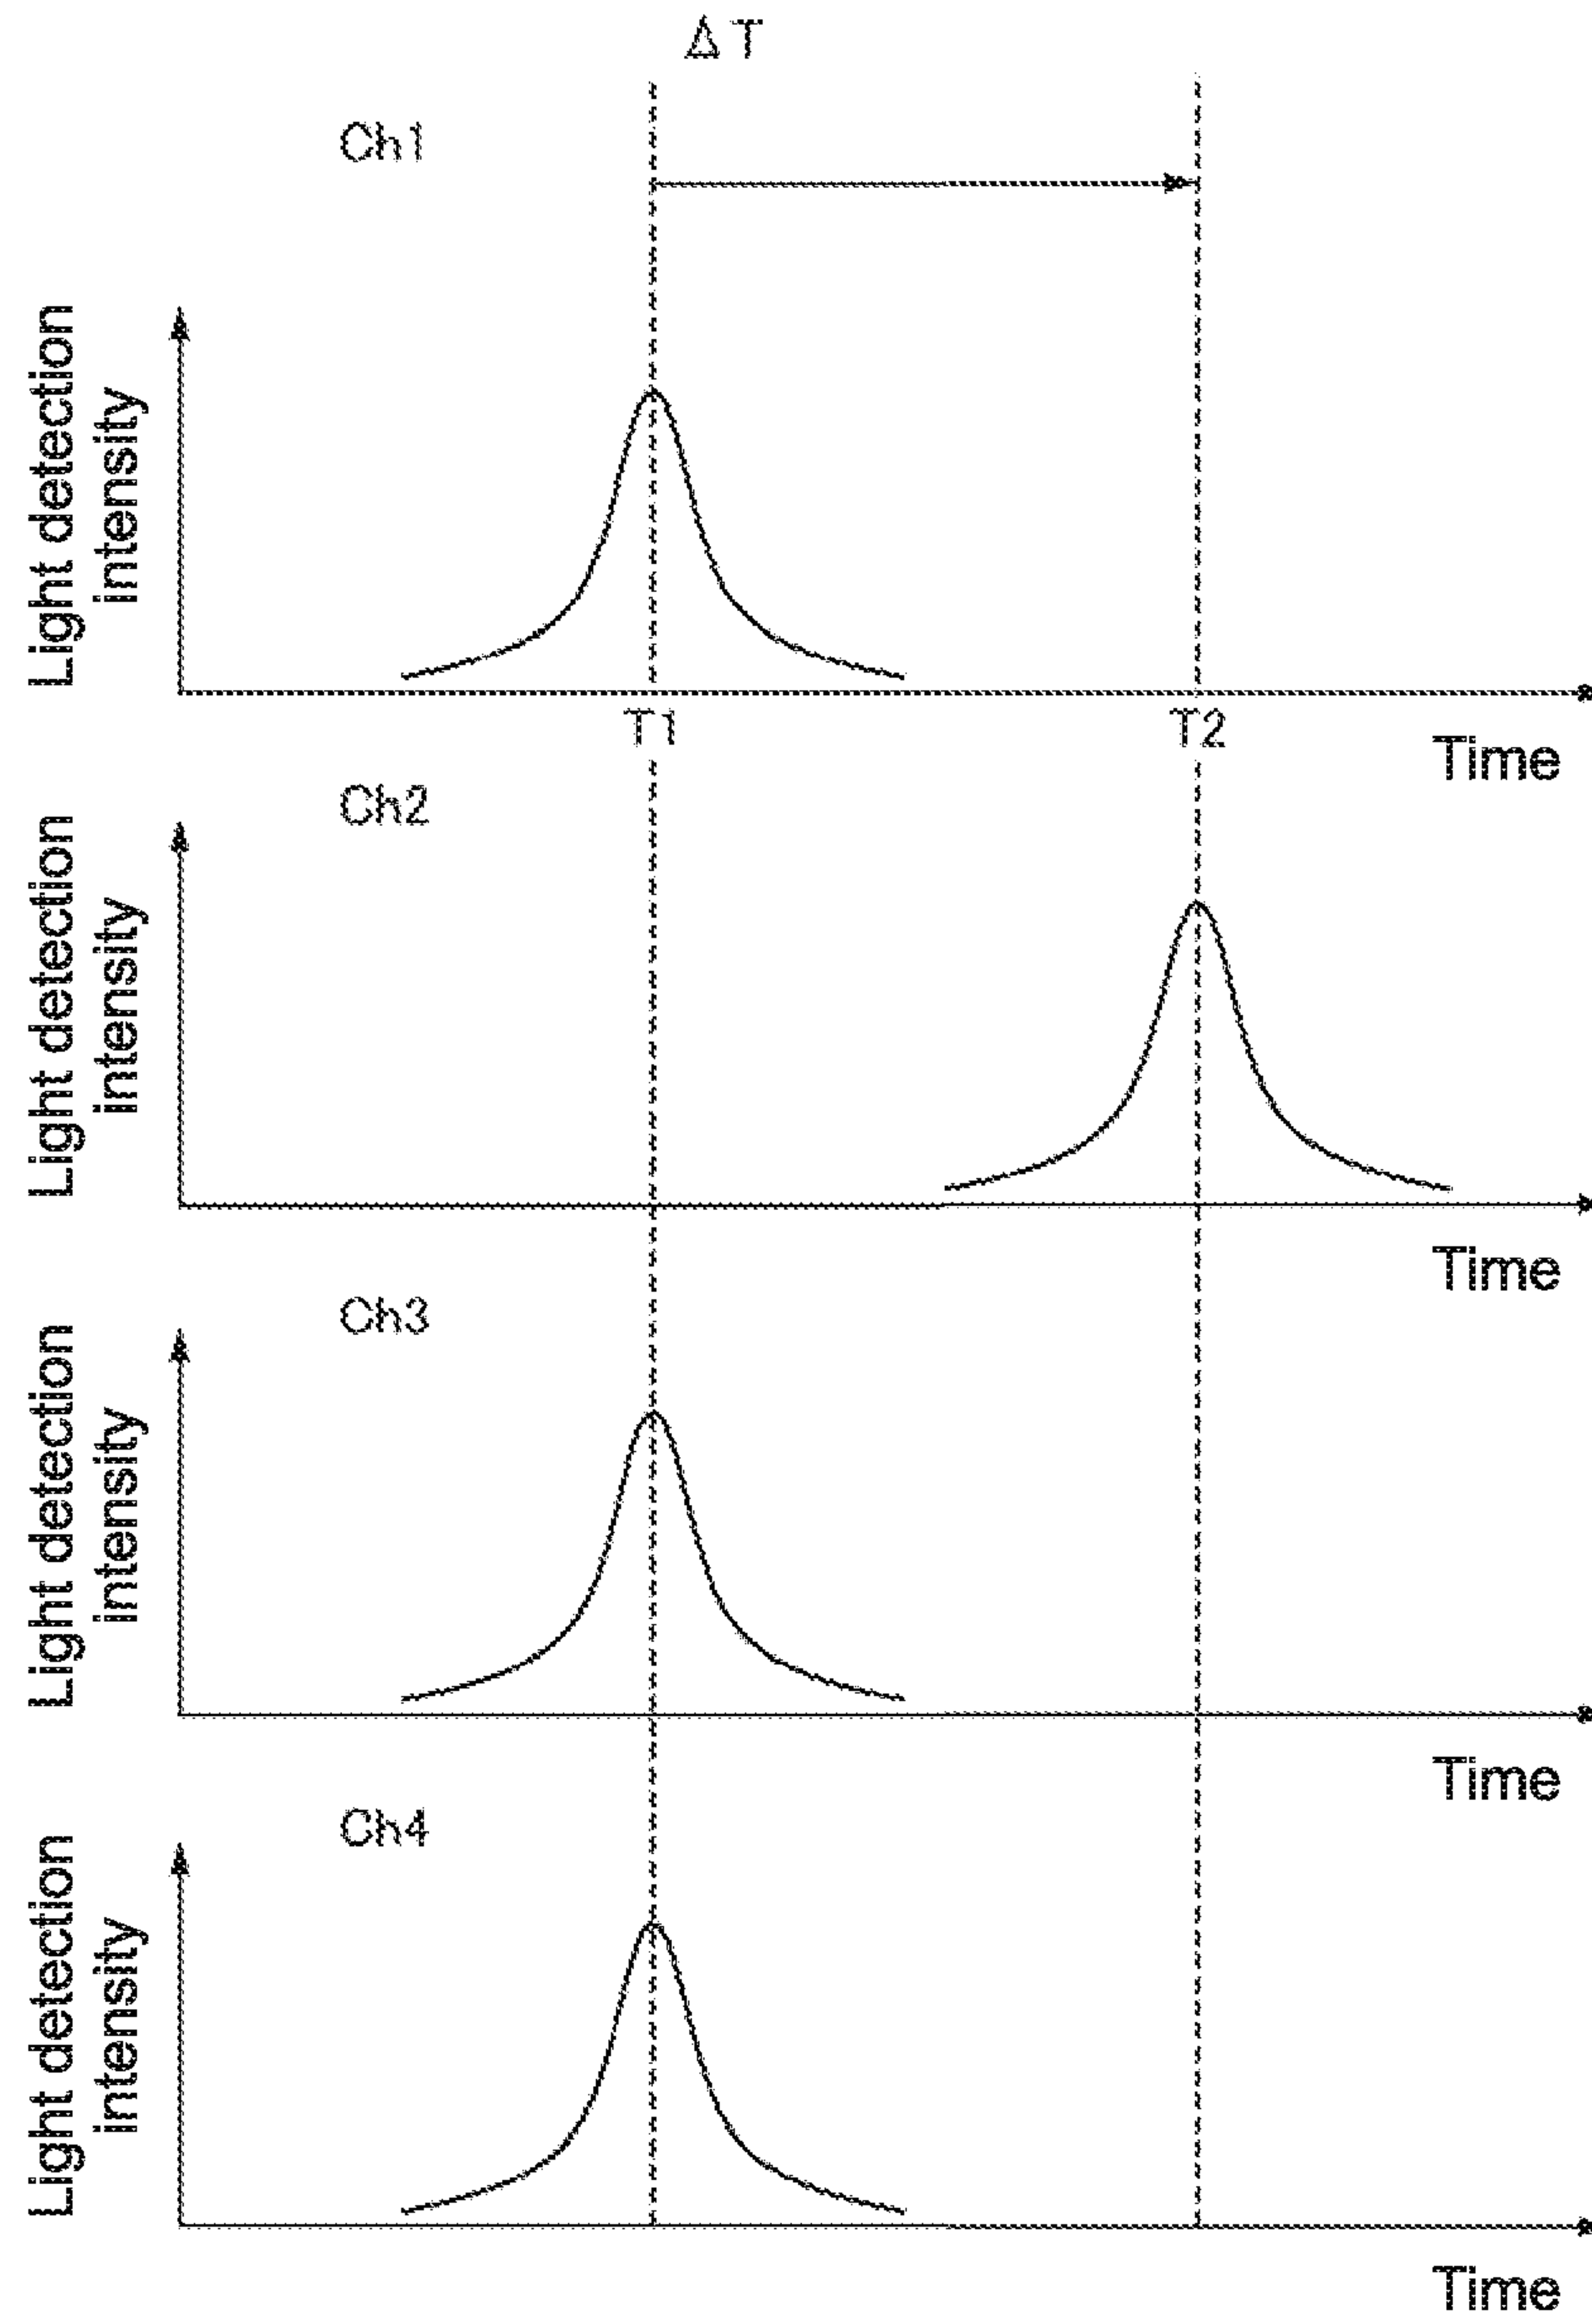 ΔT
Ch1
Light detection
intensity
T1
T2
Time
Ch2
Light detection
intensity
Time
Ch3
Light detection
intensity
Time
Ch4
Light detection
intensity
Time